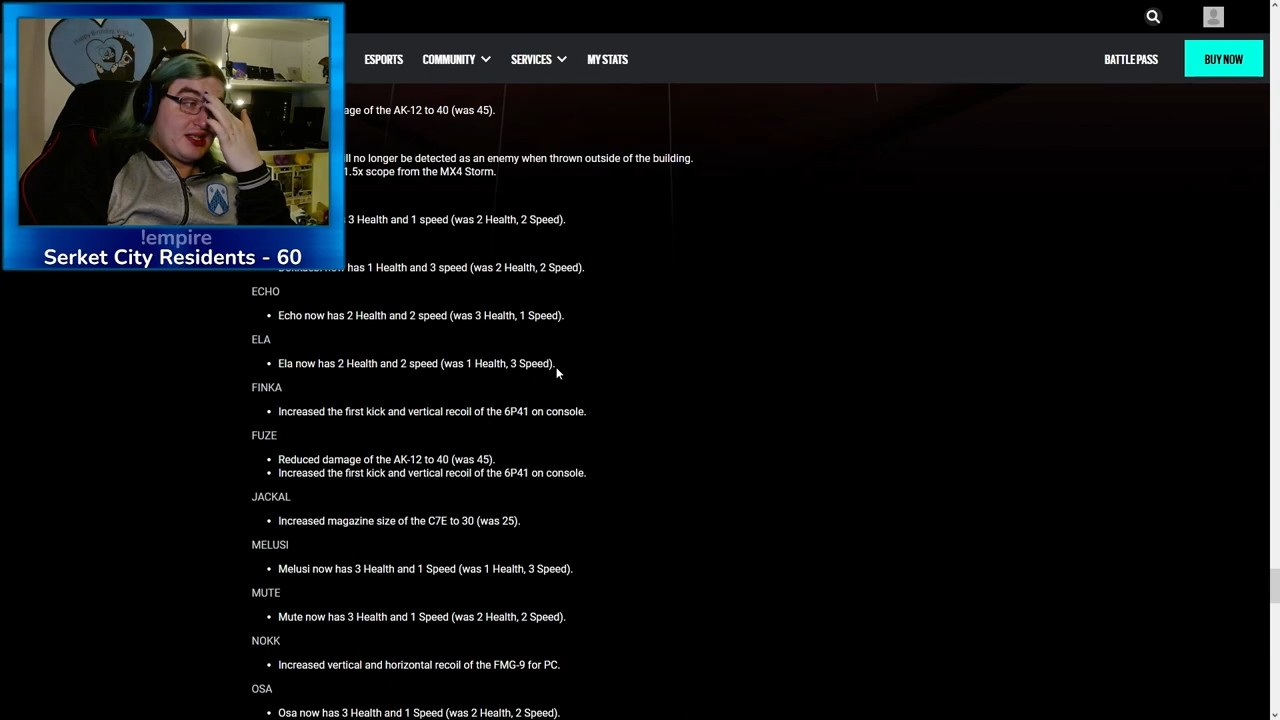 ESPORTS COMMUNITY SERVICES MY STATS BATTLE PASS BUY NOW
age of the AK-12 to 40 (was 45).
ll no longer be detected as an enemy when thrown outside of the building.
1.5x scope from the MX4 Storm.
3 Health and 1 speed (was 2 Health, 2 Speed).
!empire
Serket City Residents - 60
now has 1 Health and 3 speed (was 2 Health, 2 Speed).
ECHO
• Echo now has 2 Health and 2 speed (was 3 Health, 1 Speed).
ELA
• Ela now has 2 Health and 2 speed (was 1 Health, 3 Speed).
FINKA
• Increased the first kick and vertical recoil of the 6P41 on console.
FUZE
• Reduced damage of the AK-12 to 40 (was 45).
• Increased the first kick and vertical recoil of the 6P41 on console.
JACKAL
• Increased magazine size of the C7E to 30 (was 25).
MELUSI
• Melusi now has 3 Health and 1 Speed (was 1 Health, 3 Speed).
MUTE
• Mute now has 3 Health and 1 Speed (was 2 Health, 2 Speed).
NOKK
• Increased vertical and horizontal recoil of the FMG-9 for PC.
OSA
• Osa now has 3 Health and 1 Speed (was 2 Health, 2 Speed).